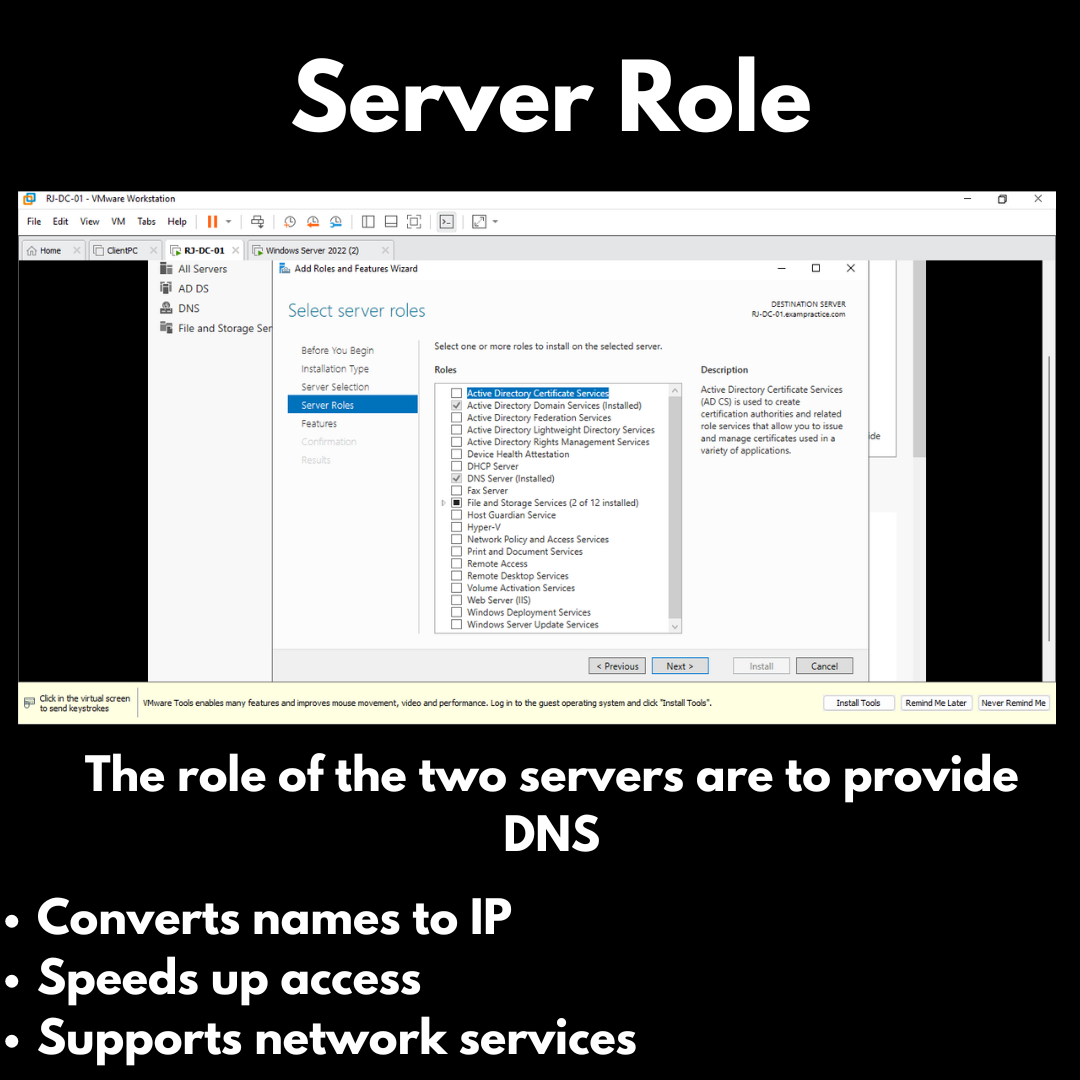 Server Role
RJ-DC-01 - VMware Workstation
File Edit View VM Tabs Help
Home ClientPC RJ-DC-01 Windows Server 2022 (2)
All Servers
AD DS
DNS
File and Storage Ser
Add Roles and Features Wizard
Select server roles
DESTINATION SERVER
RJ-DC-01.exampractice.com
Before You Begin
Installation Type
Server Selection
Server Roles
Features
Confirmation
Results
Select one or more roles to install on the selected server.
Roles
Active Directory Certificate Services
Active Directory Domain Services (Installed)
Active Directory Federation Services
Active Directory Lightweight Directory Services
Active Directory Rights Management Services
Device Health Attestation
DHCP Server
DNS Server (Installed)
Fax Server
File and Storage Services (2 of 12 installed)
Host Guardian Service
Hyper-V
Network Policy and Access Services
Print and Document Services
Remote Access
Remote Desktop Services
Volume Activation Services
Web Server (IIS)
Windows Deployment Services
Windows Server Update Services
Description
Active Directory Certificate Services
(AD CS) is used to create
certification authorities and related
role services that allow you to issue
and manage certificates used in a
variety of applications.
ide
< Previous Next > Install Cancel
Click in the virtual screen
to send keystrokes
VMware Tools enables many features and improves mouse movement, video and performance. Log in to the guest operating system and click "Install Tools".
Install Tools Remind Me Later Never Remind Me
The role of the two servers are to provide
DNS
• Converts names to IP
• Speeds up access
• Supports network services